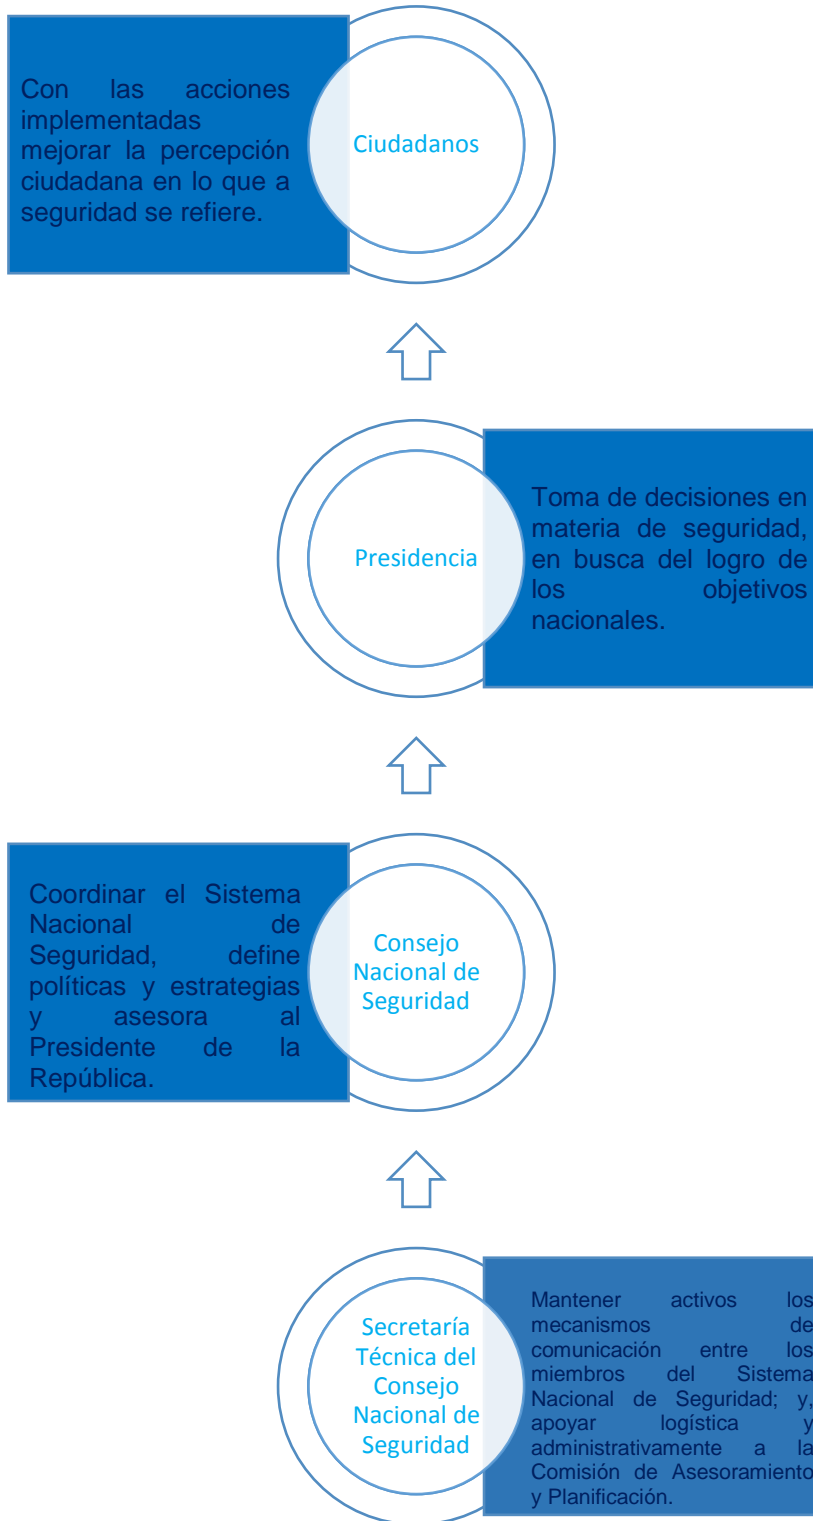 Con las acciones
implementadas
mejorar la percepción
ciudadana en lo que a
seguridad se refiere.
Ciudadanos
Presidencia
Toma de decisiones en
materia de seguridad,
en busca del logro de
los objetivos
nacionales.
Coordinar el Sistema
Nacional de
Seguridad, define
políticas y estrategias
y asesora al
Presidente de la
República.
Consejo
Nacional de
Seguridad
Secretaría
Técnica del
Consejo
Nacional de
Seguridad
Mantener activos los
mecanismos de
comunicación entre los
miembros del Sistema
Nacional de Seguridad; y,
apoyar logística y
administrativamente a la
Comisión de Asesoramiento
y Planificación.